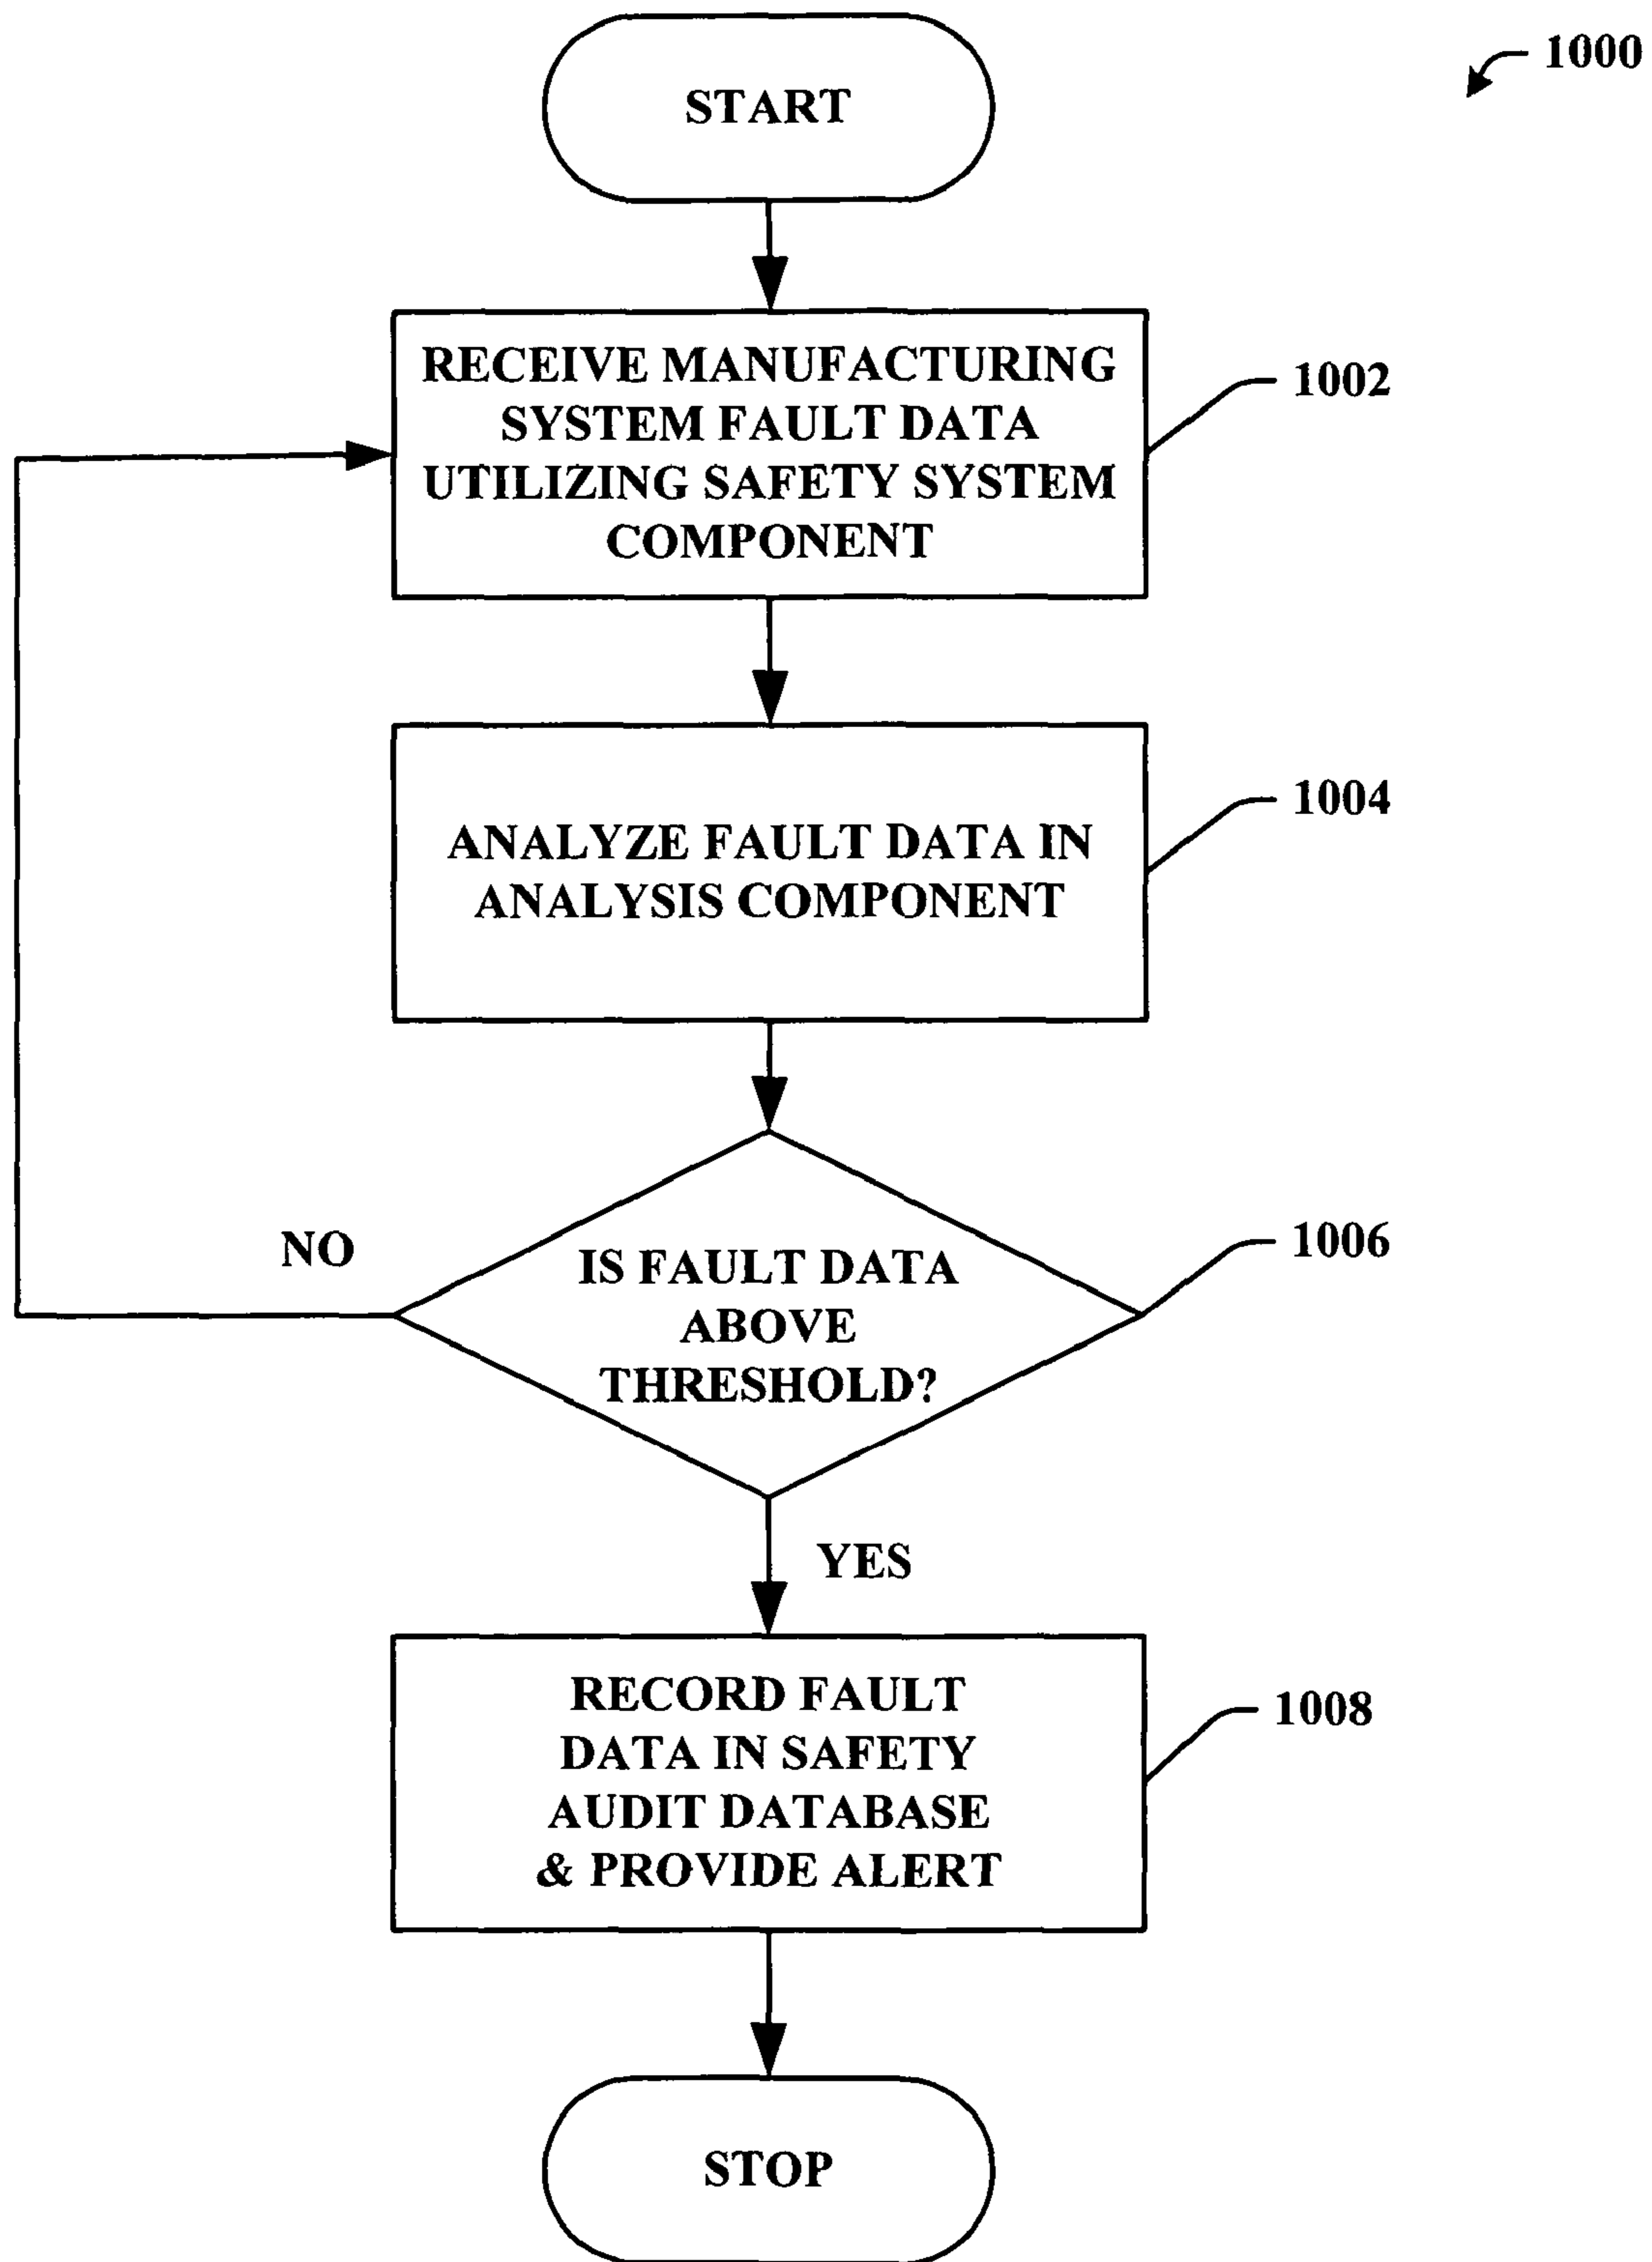 START
1000
RECEIVE MANUFACTURING
SYSTEM FAULT DATA
UTILIZING SAFETY SYSTEM
COMPONENT
1002
ANALYZE FAULT DATA IN
ANALYSIS COMPONENT
1004
NO
IS FAULT DATA
ABOVE
THRESHOLD?
1006
YES
RECORD FAULT
DATA IN SAFETY
AUDIT DATABASE
& PROVIDE ALERT
1008
STOP